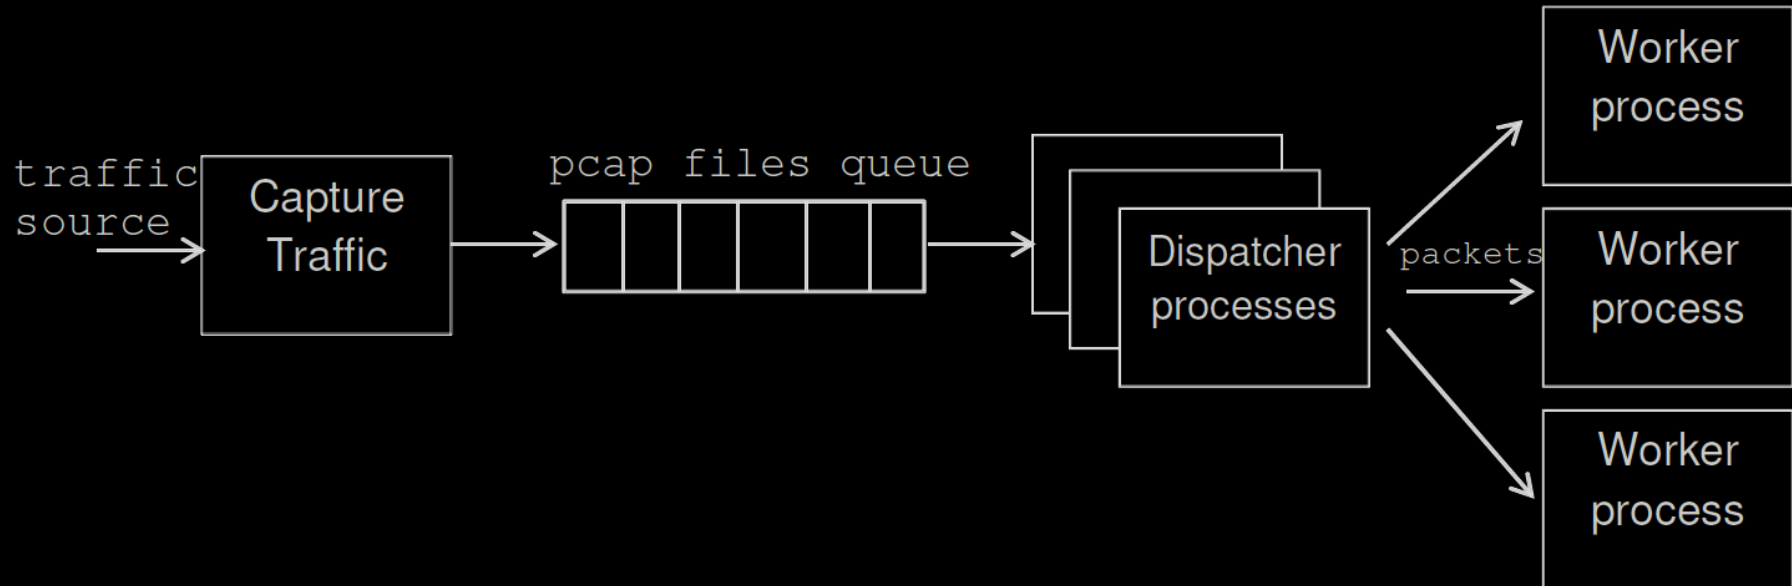 traffic
source
Capture
Traffic
pcap files queue
Dispatcher
processes
packets
Worker
process
Worker
process
Worker
process